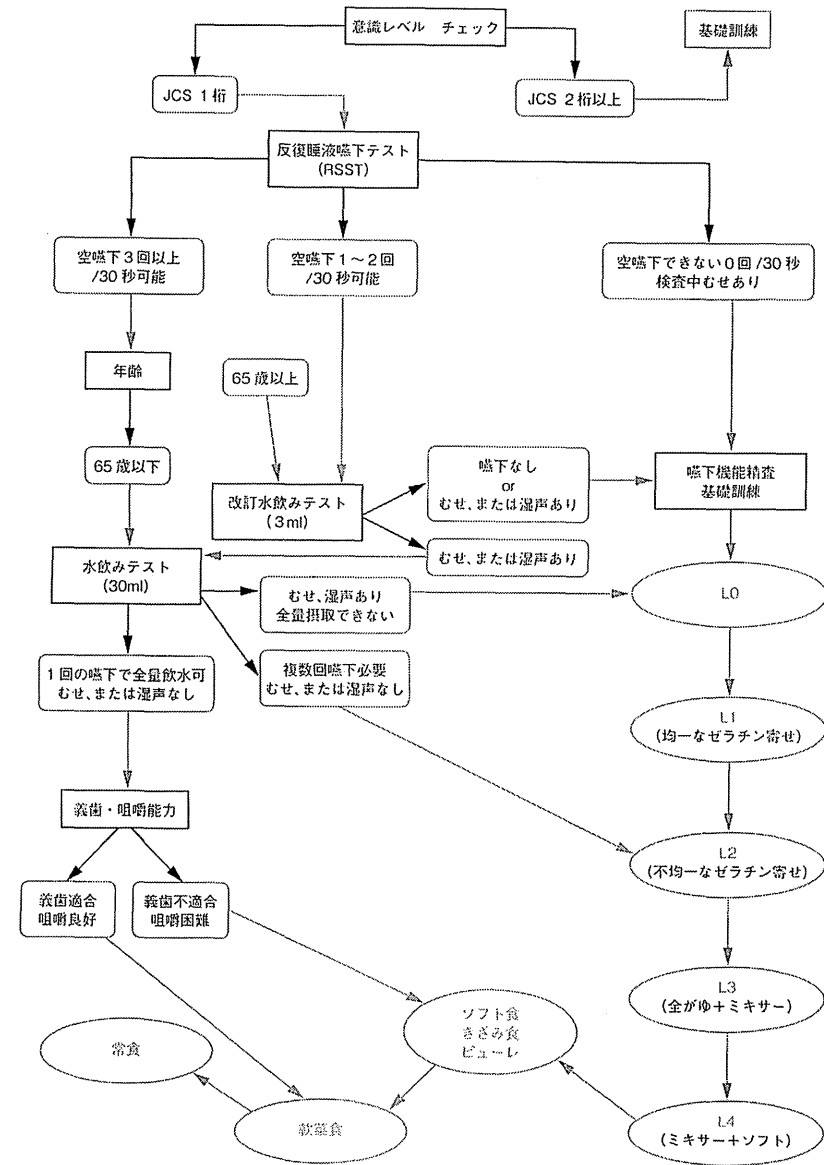 意識レベル チェック
基礎訓練
JCS 1桁
JCS 2桁以上
反復唾液嚥下テスト
(RSST)
空嚥下3回以上
/30秒可能
空嚥下1～2回
/30秒可能
空嚥下できない0回/30秒
検査中むせあり
年齢
65歳以上
65歳以下
改訂水飲みテスト
(3ml)
嚥下なし
or
むせ、または湿声あり
嚥下機能精査
基礎訓練
むせ、または湿声あり
水飲みテスト
(30ml)
むせ、湿声あり
全量摂取できない
L0
1回の嚥下で全量飲水可
むせ、または湿声なし
複数回嚥下必要
むせ、または湿声なし
L1
(均一なゼラチン寄せ)
義歯・咀嚼能力
L2
(不均一なゼラチン寄せ)
義歯適合
咀嚼良好
義歯不適合
咀嚼困難
L3
(全がゆ+ミキサー)
ソフト食
きざみ食
ピューレ
常食
軟菜食
L4
(ミキサー+ソフト)